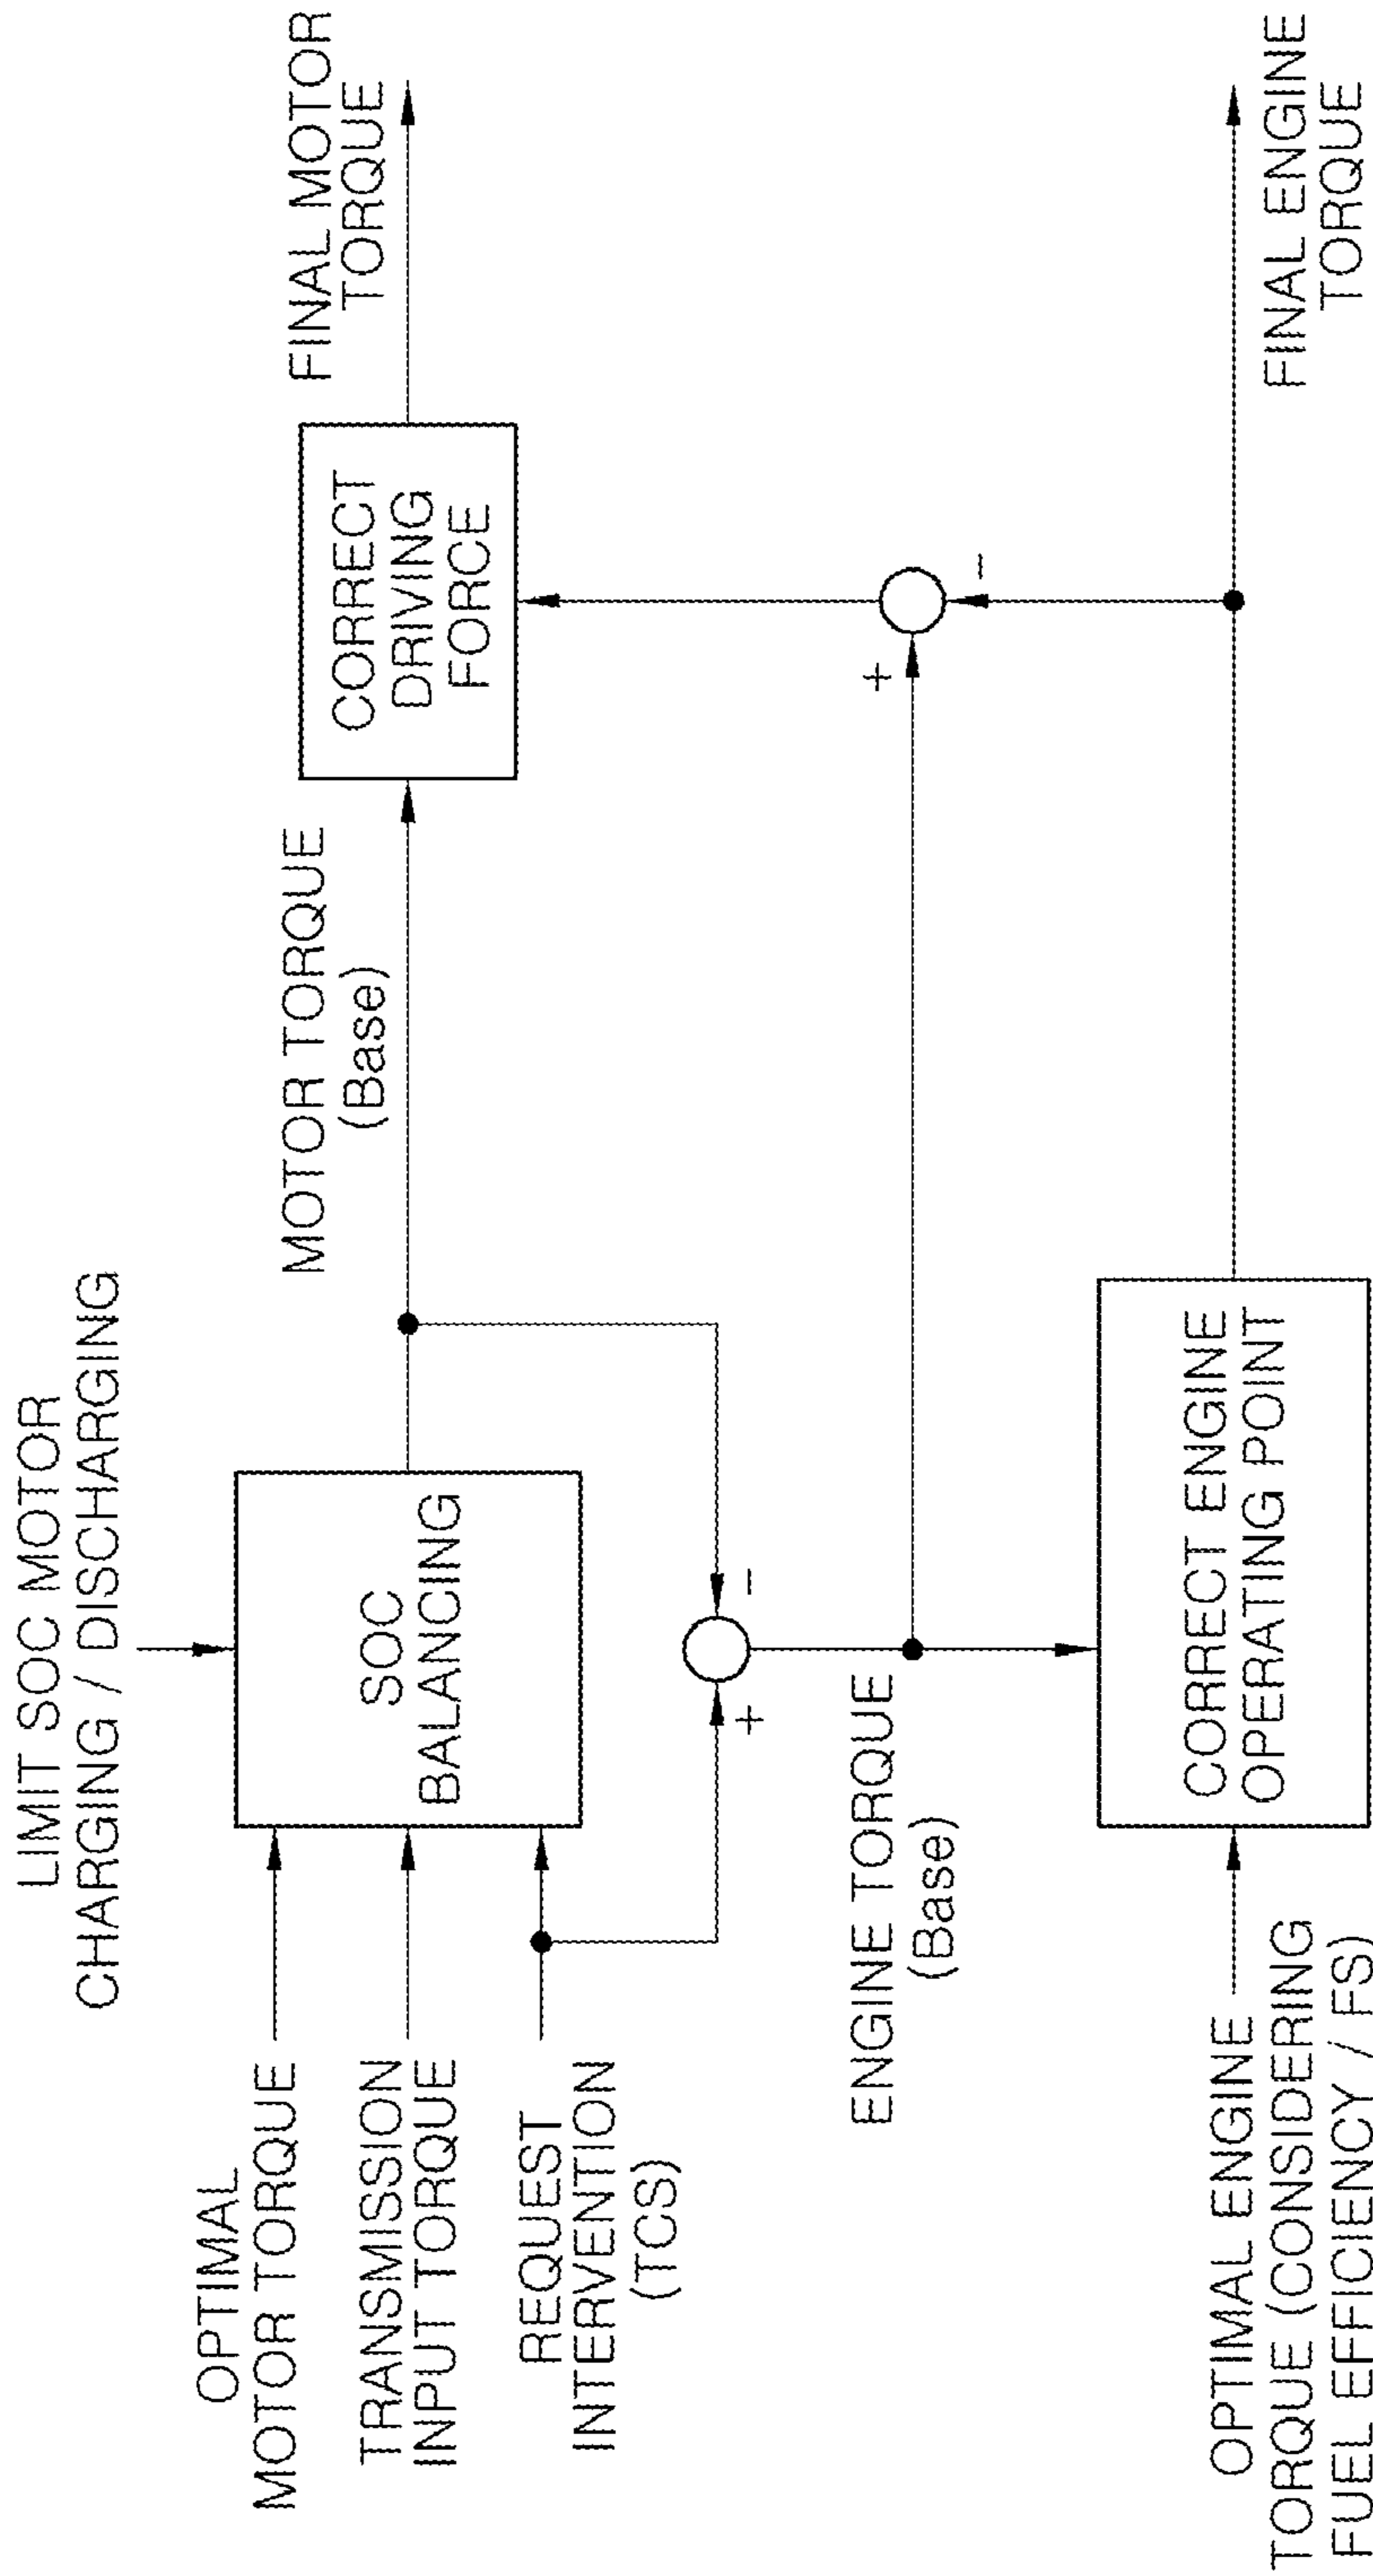 LIMIT SOC MOTOR
CHARGING / DISCHARGING
OPTIMAL
MOTOR TORQUE
TRANSMISSION
INPUT TORQUE
REQUEST
INTERVENTION
(TCS)
SOC
BALANCING
MOTOR TORQUE
(Base)
CORRECT
DRIVING
FORCE
FINAL MOTOR
TORQUE
+
-
ENGINE TORQUE
(Base)
+
-
OPTIMAL ENGINE
TORQUE (CONSIDERING
FUEL EFFICIENCY / FS)
CORRECT ENGINE
OPERATING POINT
FINAL ENGINE
TORQUE